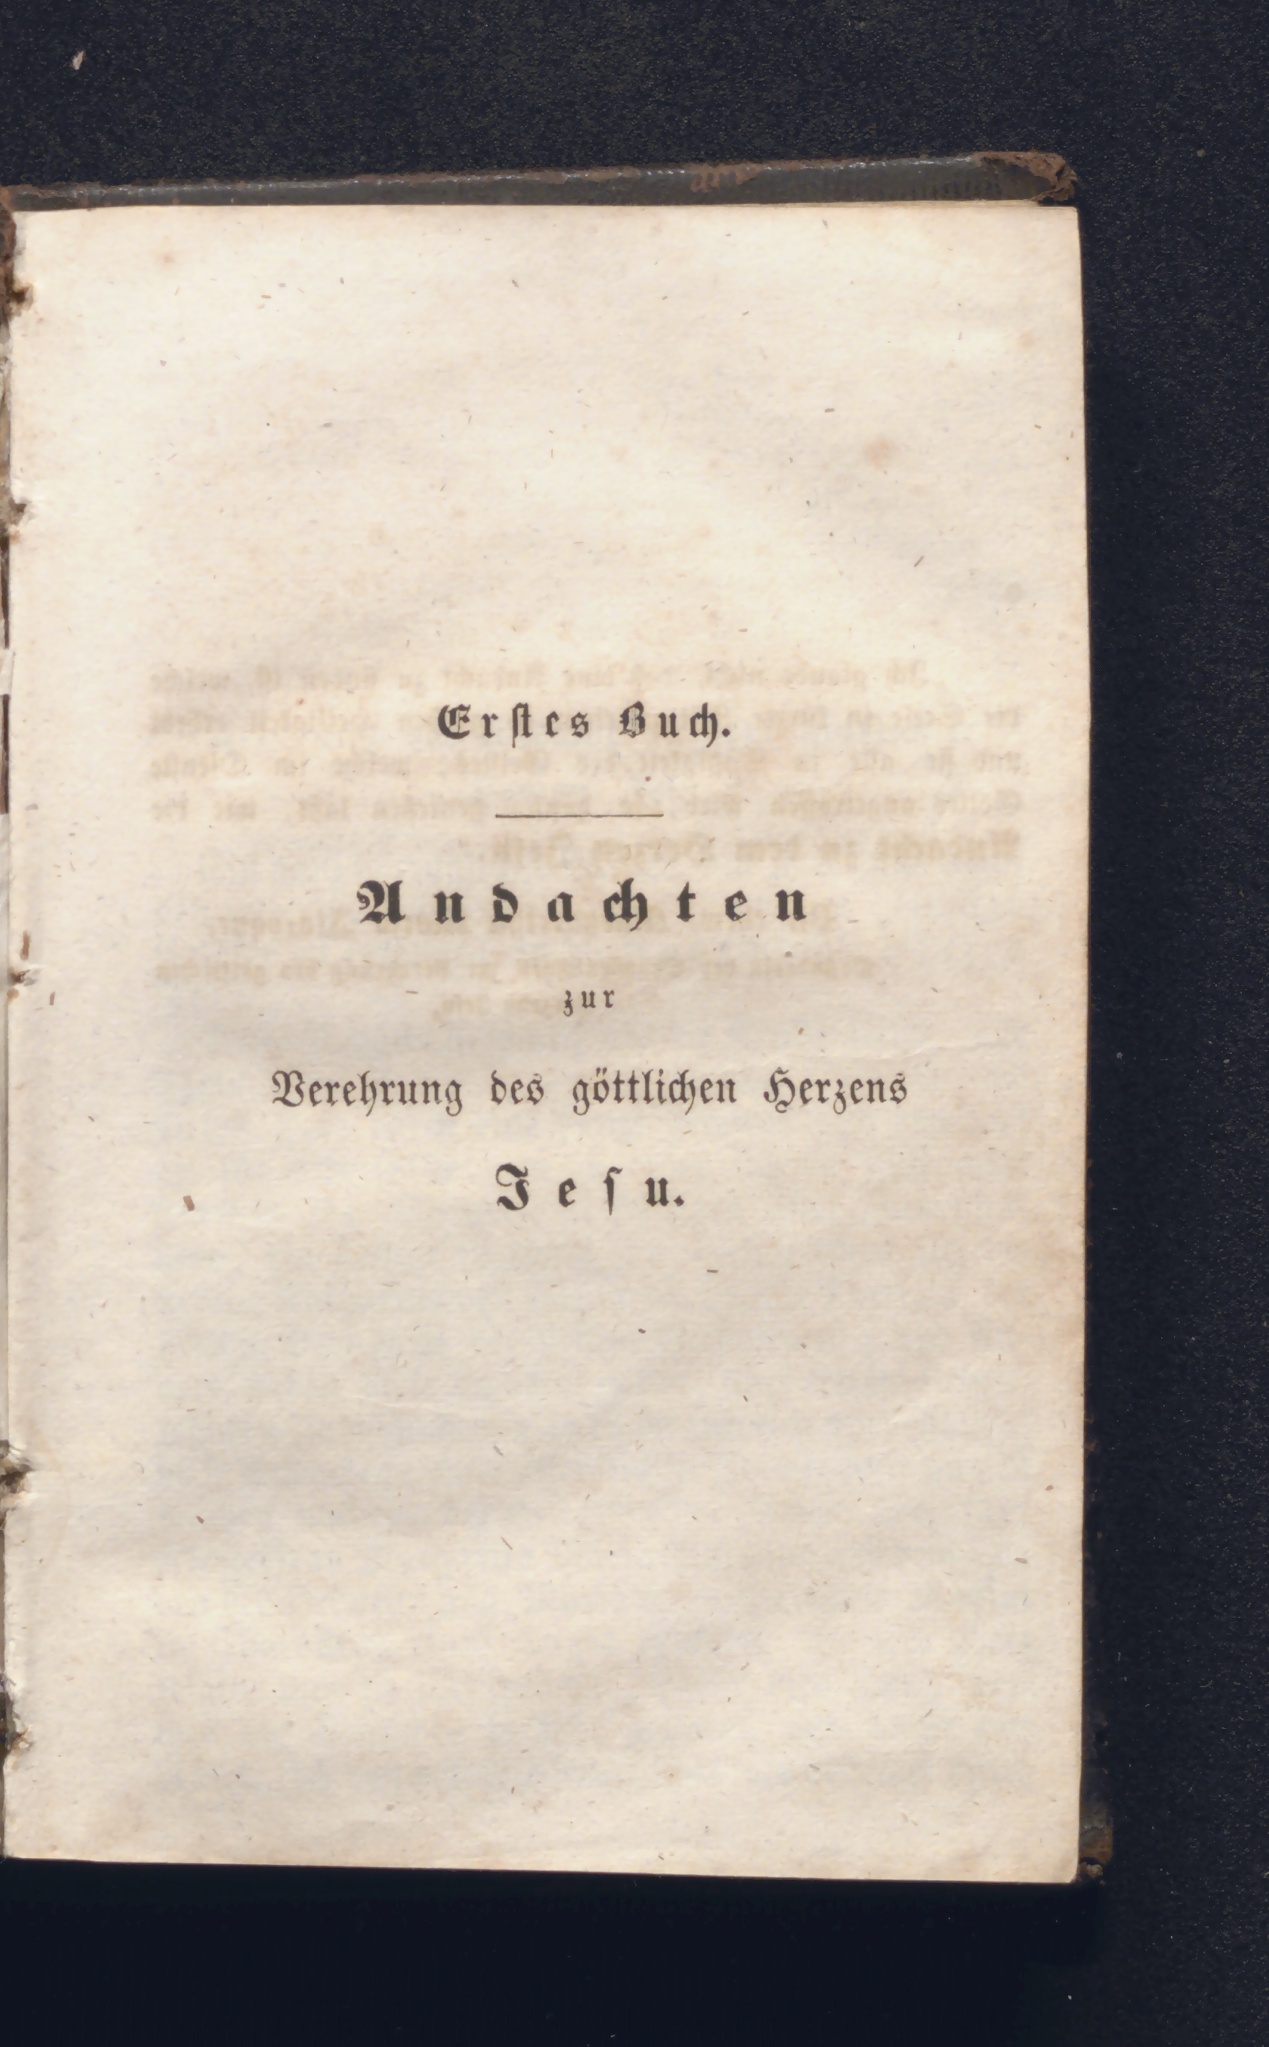 Erſtes Buch.
Andachten
zur
Verehrung des göttlichen Herzens
Jeſu.